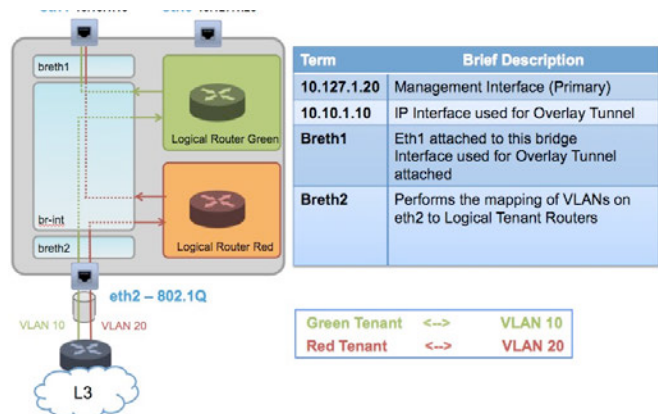 breth1
Logical Router Green
br-int
Logical Router Red
breth2
eth2 – 802.1Q
VLAN 10
VLAN 20
L3
Term Brief Description
10.127.1.20 Management Interface (Primary)
10.10.1.10 IP Interface used for Overlay Tunnel
Breth1 Eth1 attached to this bridge
Interface used for Overlay Tunnel
attached
Breth2 Performs the mapping of VLANs on
eth2 to Logical Tenant Routers
Green Tenant <--> VLAN 10
Red Tenant <--> VLAN 20